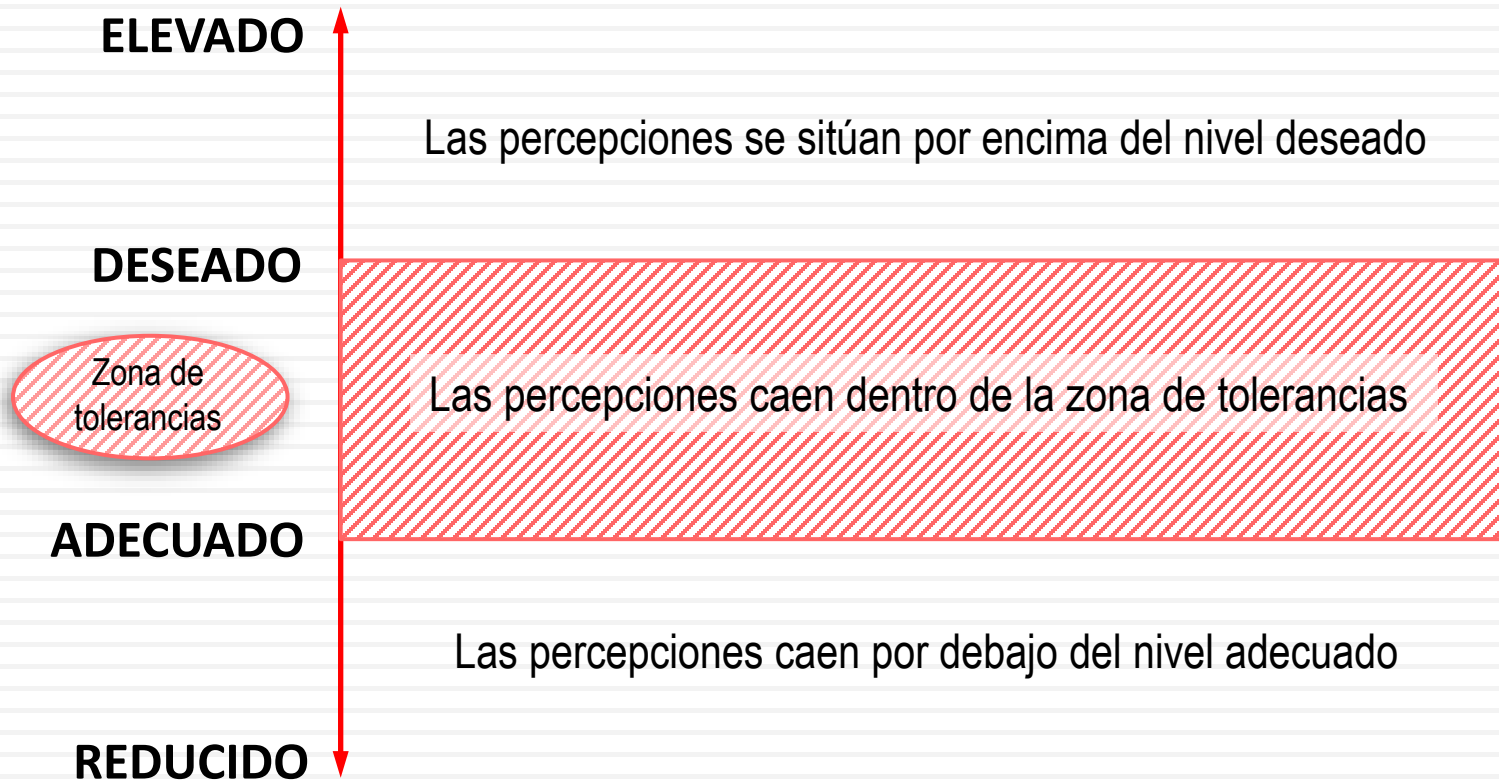 ELEVADO
Las percepciones se sitúan por encima del nivel deseado
DESEADO
Zona de
tolerancias
Las percepciones caen dentro de la zona de tolerancias
ADECUADO
Las percepciones caen por debajo del nivel adecuado
REDUCIDO